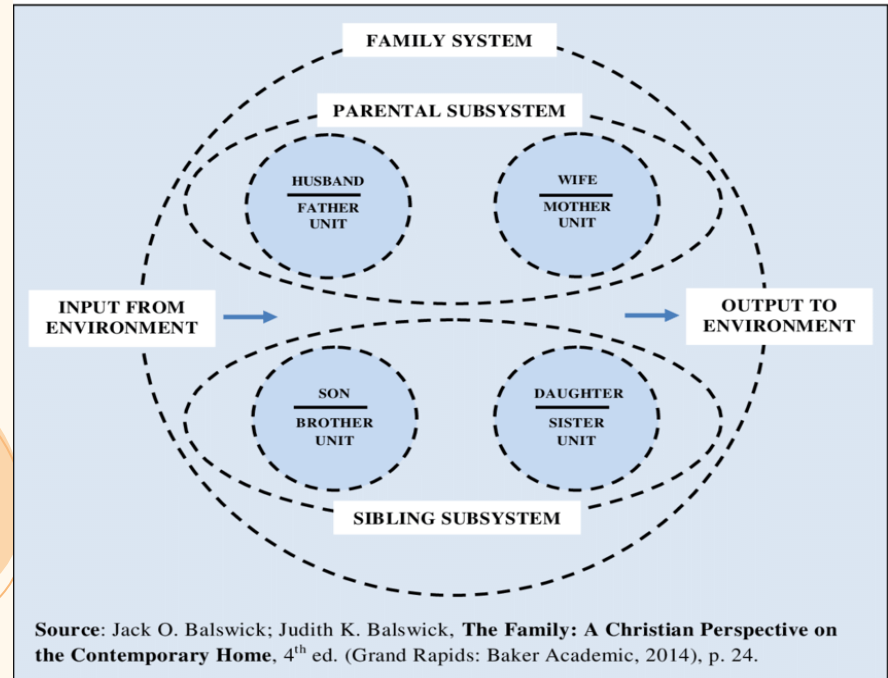 FAMILY SYSTEM
PARENTAL SUBSYSTEM
HUSBAND
FATHER
UNIT
WIFE
MOTHER
UNIT
INPUT FROM
ENVIRONMENT
OUTPUT TO
ENVIRONMENT
SON
BROTHER
UNIT
DAUGHTER
SISTER
UNIT
SIBLING SUBSYSTEM
Source: Jack O. Balswick; Judith K. Balswick, The Family: A Christian Perspective on
the Contemporary Home, 4th ed. (Grand Rapids: Baker Academic, 2014), p. 24.